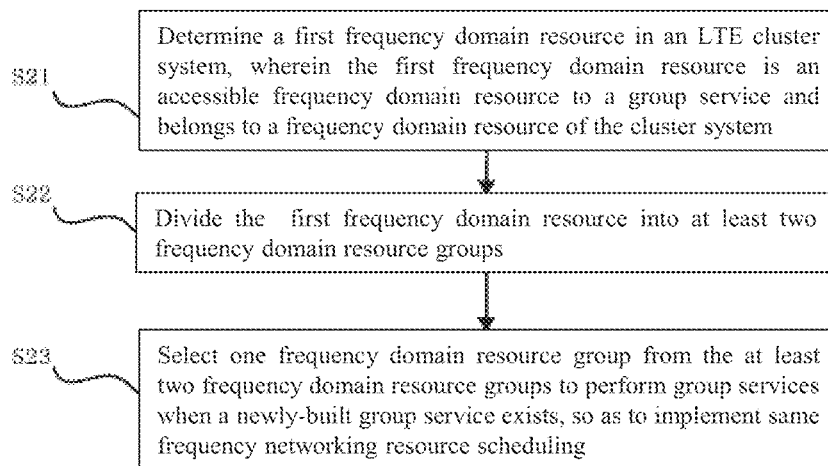 S21
Determine a first frequency domain resource in an LTE cluster
system, wherein the first frequency domain resource is an
accessible frequency domain resource to a group service and
belongs to a frequency domain resource of the cluster system
S22
Divide the first frequency domain resource into at least two
frequency domain resource groups
S23
Select one frequency domain resource group from the at least
two frequency domain resource groups to perform group services
when a newly-built group service exists, so as to implement same
frequency networking resource scheduling